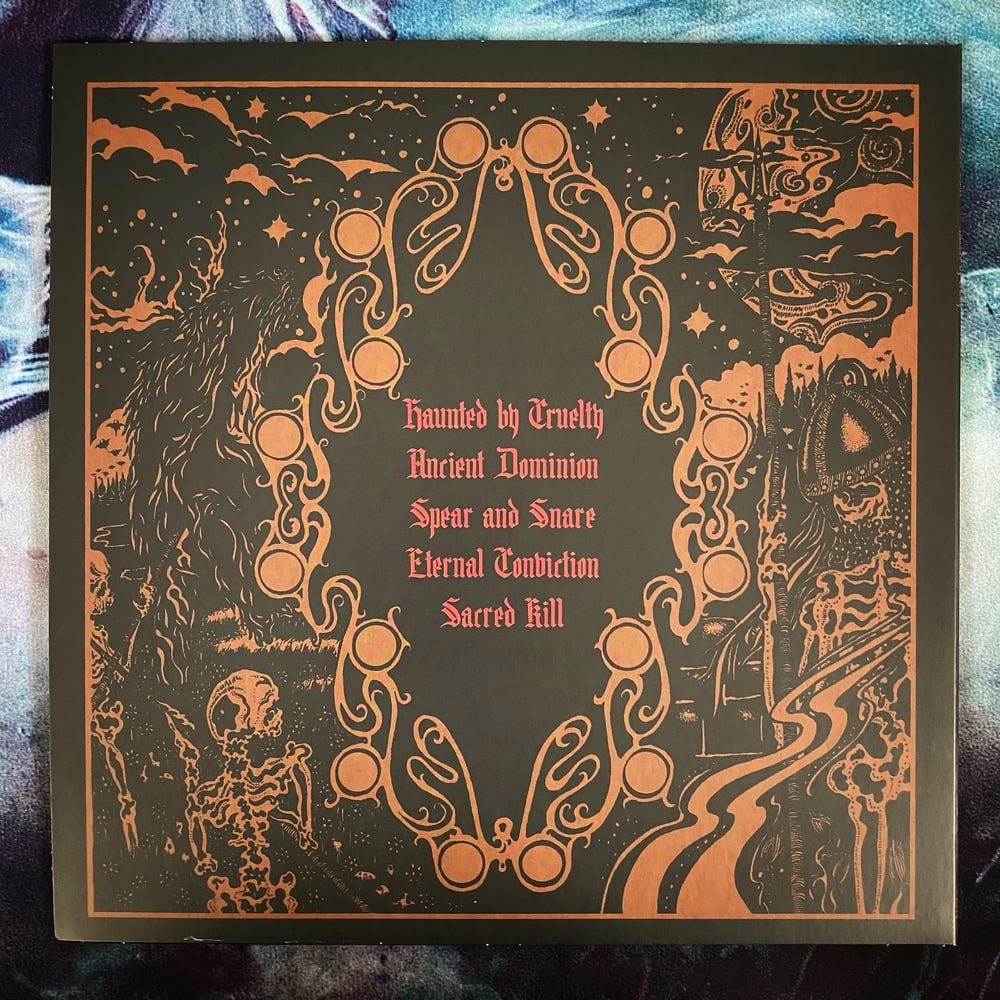 Haunted by Cruelty
Ancient Dominion
Spear and Snare
Eternal Conviction
Sacred Kill